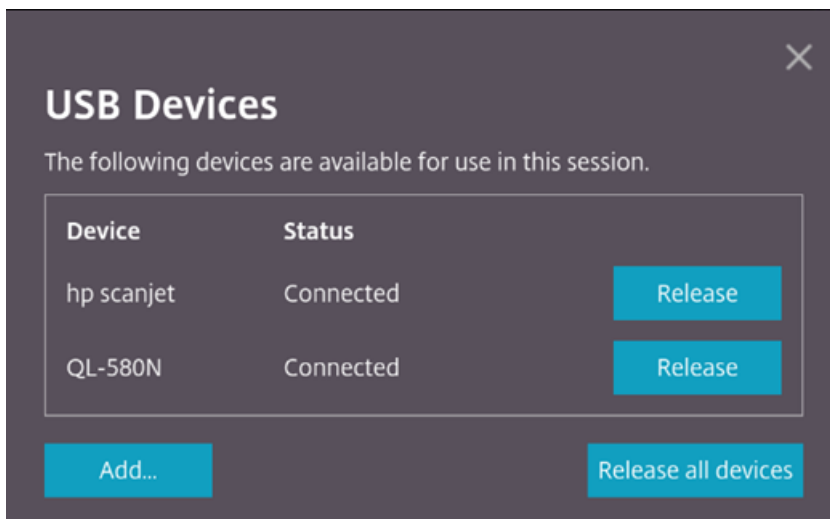 USB Devices
The following devices are available for use in this session.
Device Status
hp scanjet Connected Release
QL-580N Connected Release
Add... Release all devices